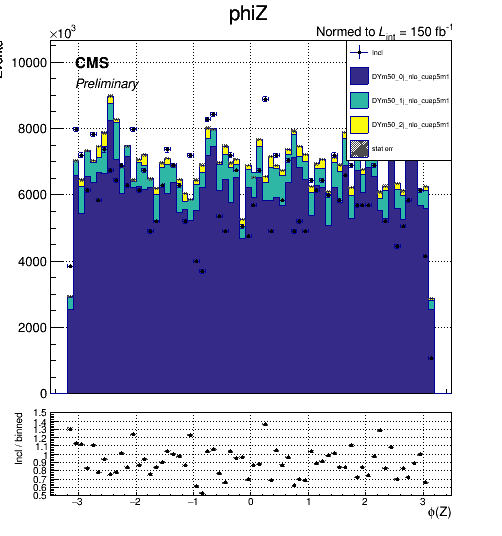 phiZ
×10³
Normed to L_int = 150 fb⁻¹
Events
CMS
Preliminary
Incl
DYm50_0j_nlo_cuep5m1
DYm50_1j_nlo_cuep5m1
DYm50_2j_nlo_cuep5m1
stat err
10000
8000
6000
4000
2000
0
Incl / binned
1.5
1.4
1.3
1.2
1.1
1
0.9
0.8
0.7
0.6
0.5
−3 −2 −1 0 1 2 3
ϕ(Z)